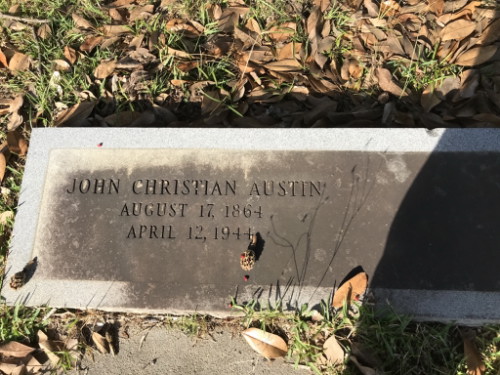 JOHN CHRISTIAN AUSTIN
AUGUST 17, 1864
APRIL 12, 1944